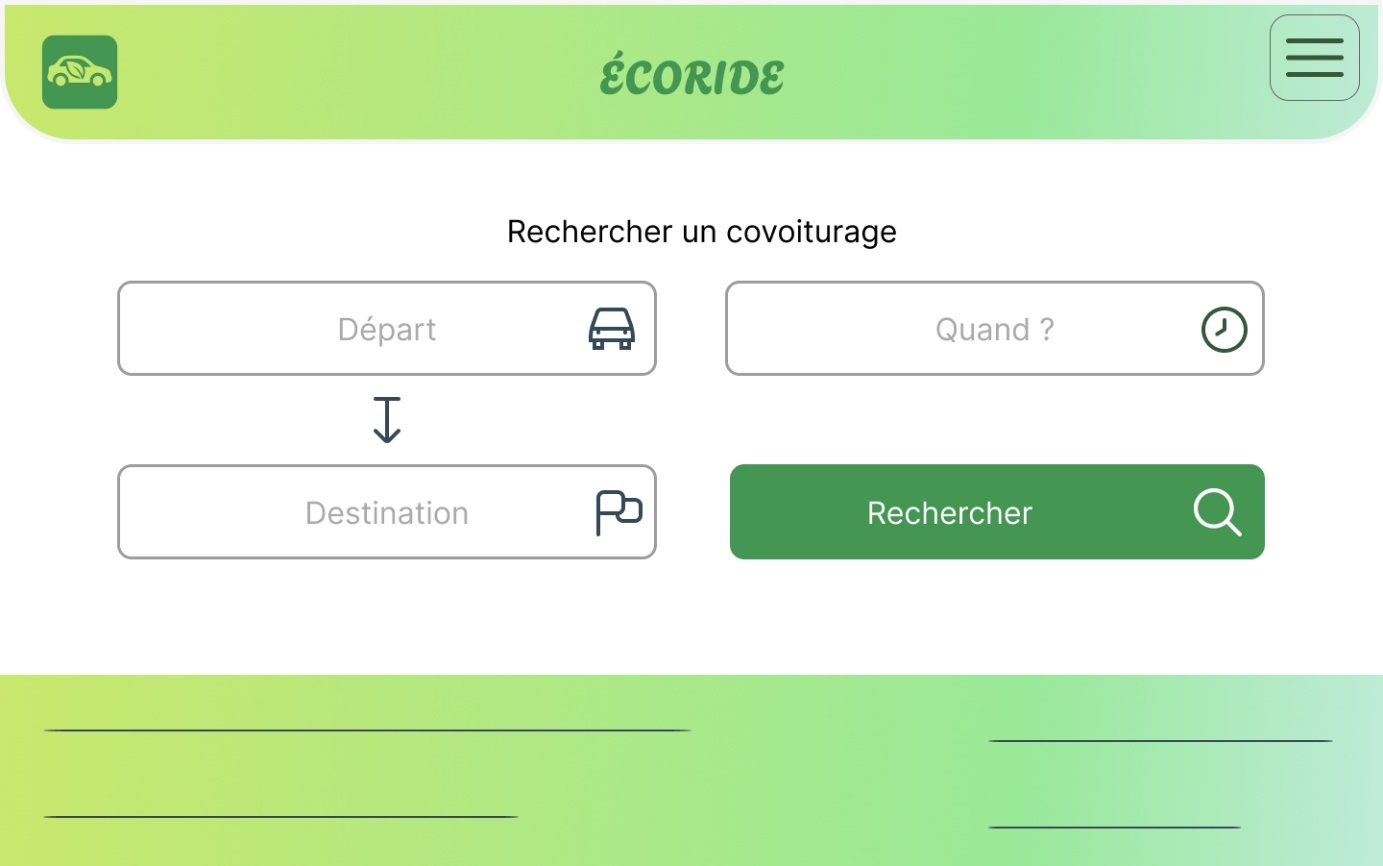 ÉCORIDE
Rechercher un covoiturage
Départ
Quand ?
Destination
Rechercher